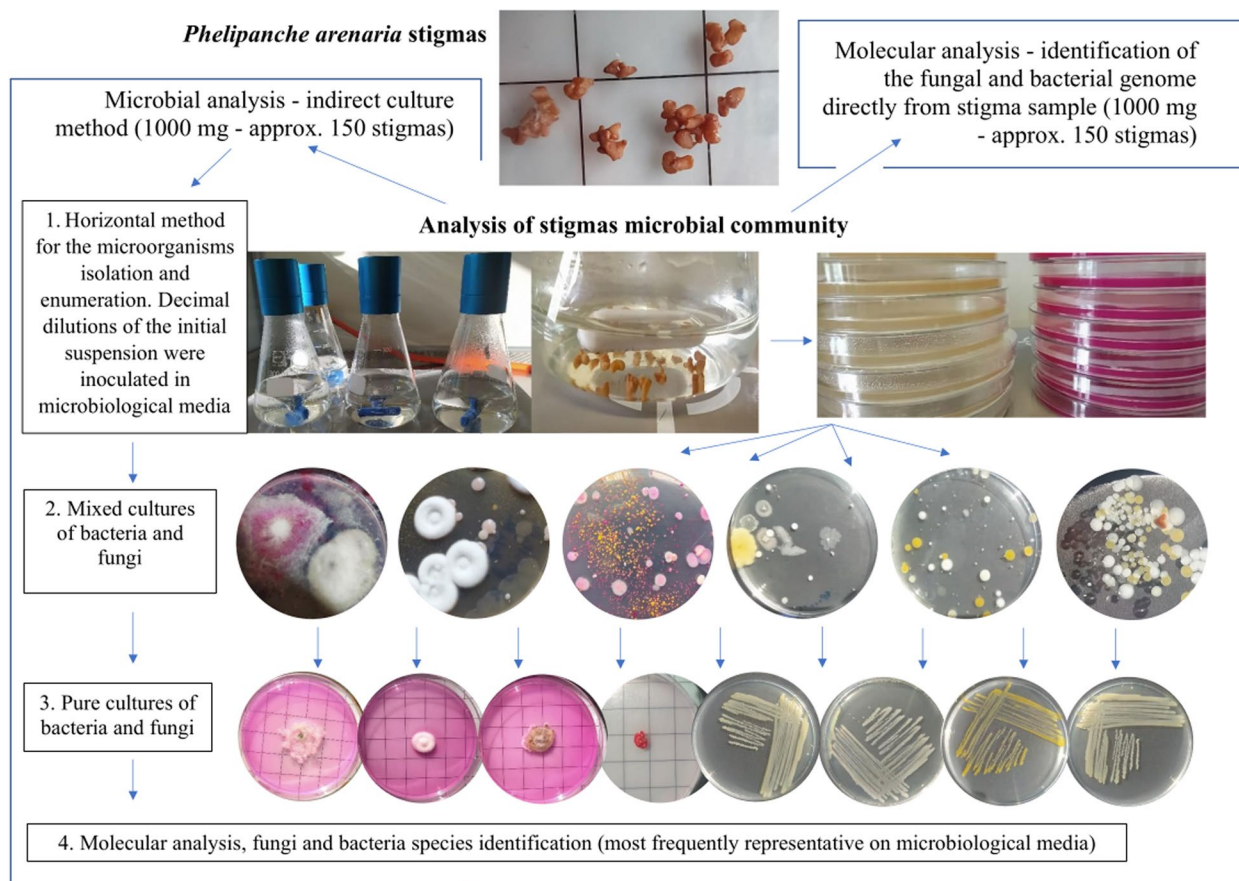 Phelipanche arenaria stigmas
Microbial analysis - indirect culture
method (1000 mg - approx. 150 stigmas)
Molecular analysis - identification of
the fungal and bacterial genome
directly from stigma sample (1000 mg
- approx. 150 stigmas)
Analysis of stigmas microbial community
1. Horizontal method
for the microorganisms
isolation and
enumeration. Decimal
dilutions of the initial
suspension were
inoculated in
microbiological media
2. Mixed cultures
of bacteria and
fungi
3. Pure cultures of
bacteria and fungi
4. Molecular analysis, fungi and bacteria species identification (most frequently representative on microbiological media)